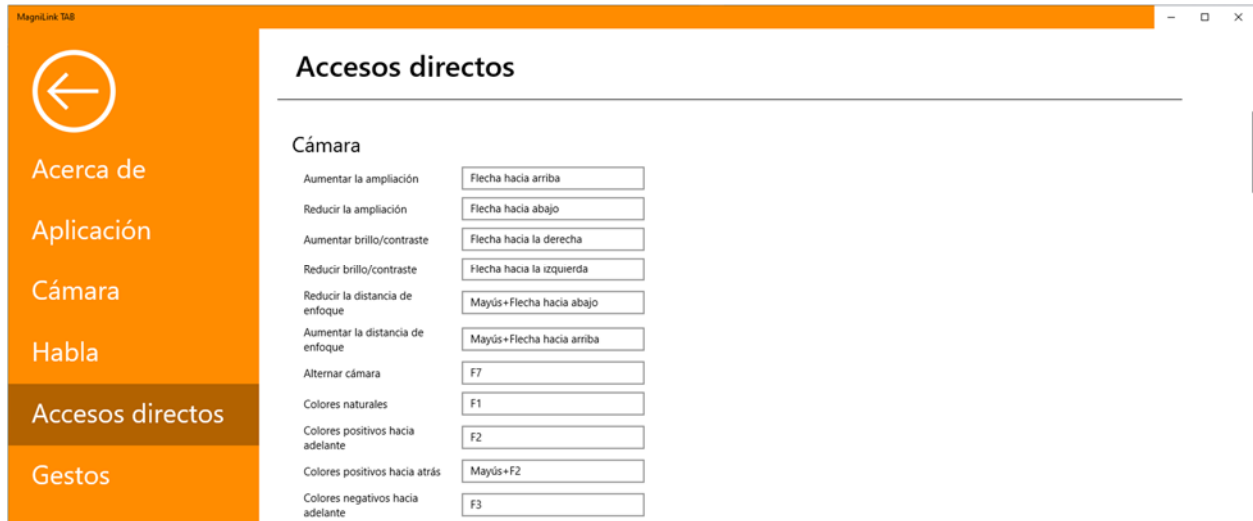 MagniLink TAB
Acerca de
Aplicación
Cámara
Habla
Accesos directos
Gestos
Accesos directos
Cámara
Aumentar la ampliación Flecha hacia arriba
Reducir la ampliación Flecha hacia abajo
Aumentar brillo/contraste Flecha hacia la derecha
Reducir brillo/contraste Flecha hacia la izquierda
Reducir la distancia de
enfoque Mayús+Flecha hacia abajo
Aumentar la distancia de
enfoque Mayús+Flecha hacia arriba
Alternar cámara F7
Colores naturales F1
Colores positivos hacia
adelante F2
Colores positivos hacia atrás Mayús+F2
Colores negativos hacia
adelante F3